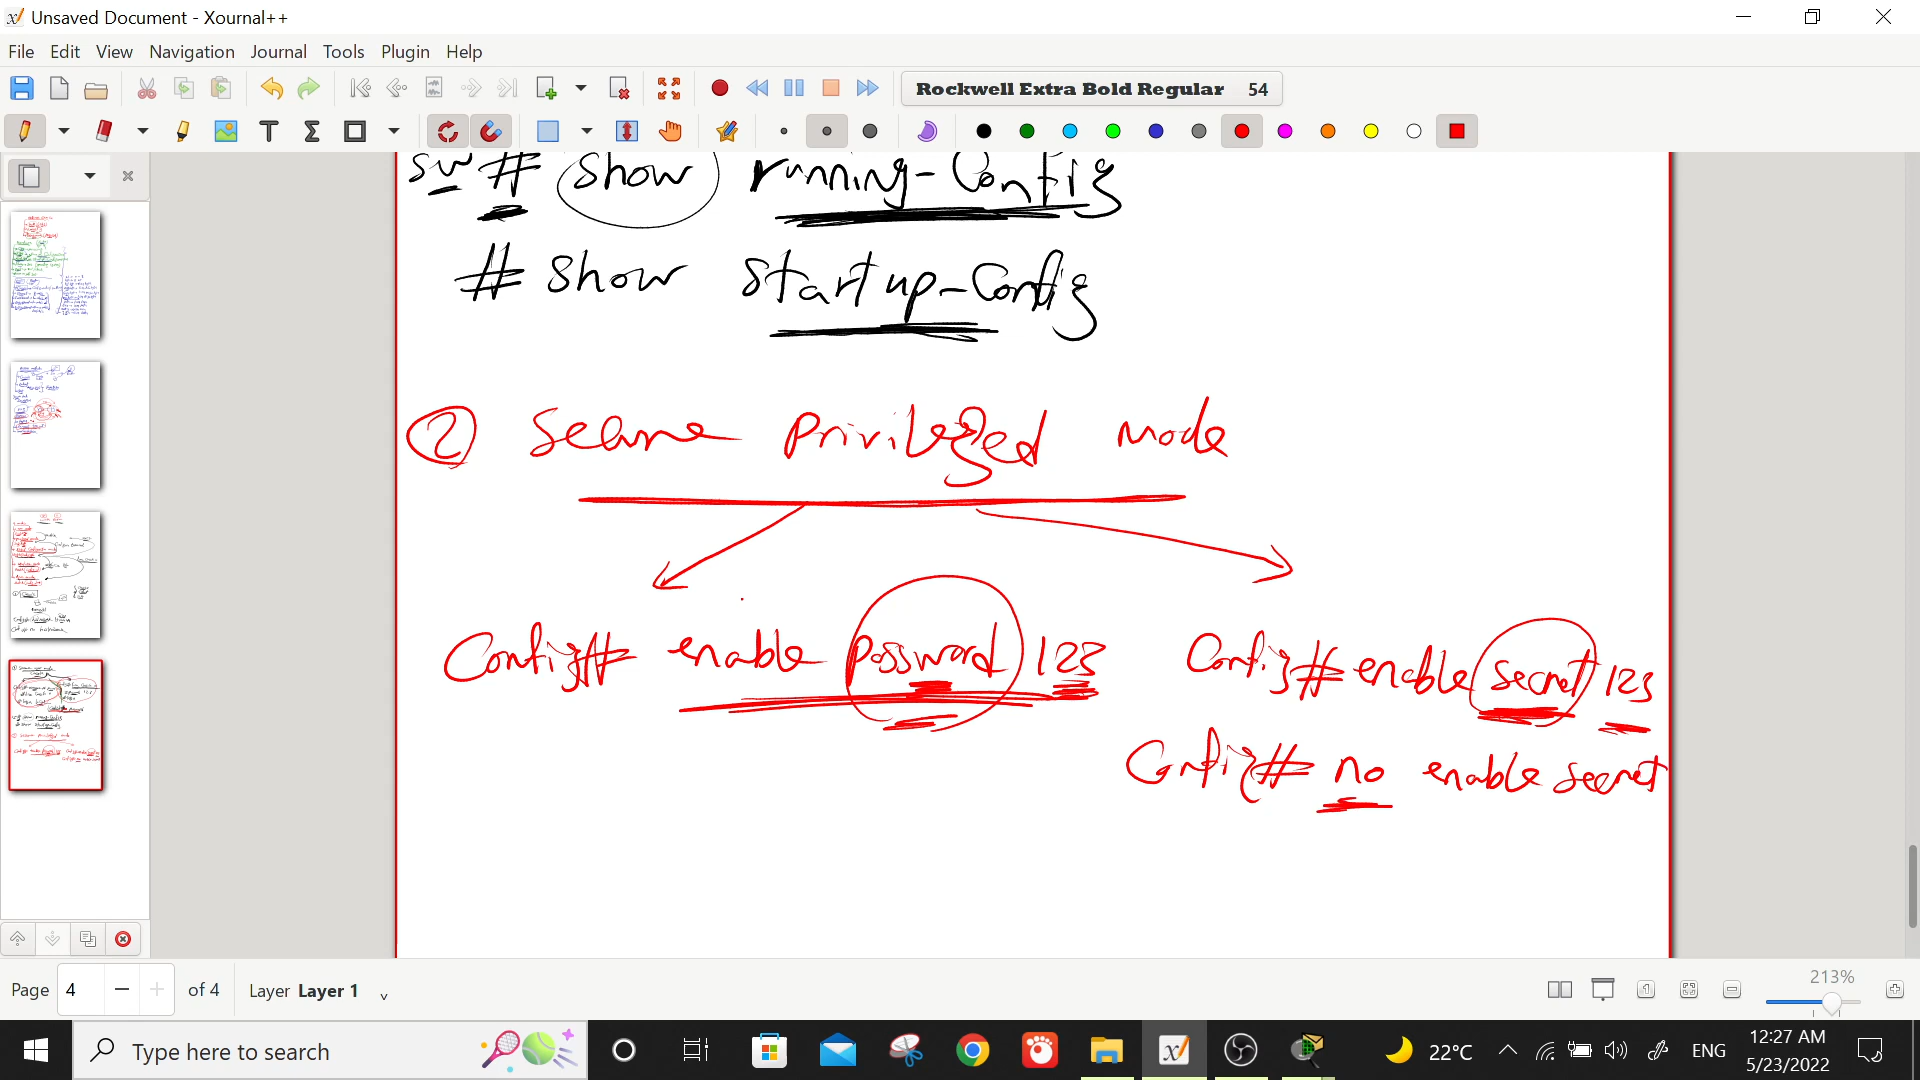 Unsaved Document - Xournal++
File Edit View Navigation Journal Tools Plugin Help
Rockwell Extra Bold Regular 54
sw # show running-Config
# show startup-Config
② Secure Privileged mode
Config# enable password 123
Config# enable secret 123
Config# no enable secret
Page 4 of 4 Layer Layer 1
213%
Type here to search
22°C
ENG
12:27 AM
5/23/2022